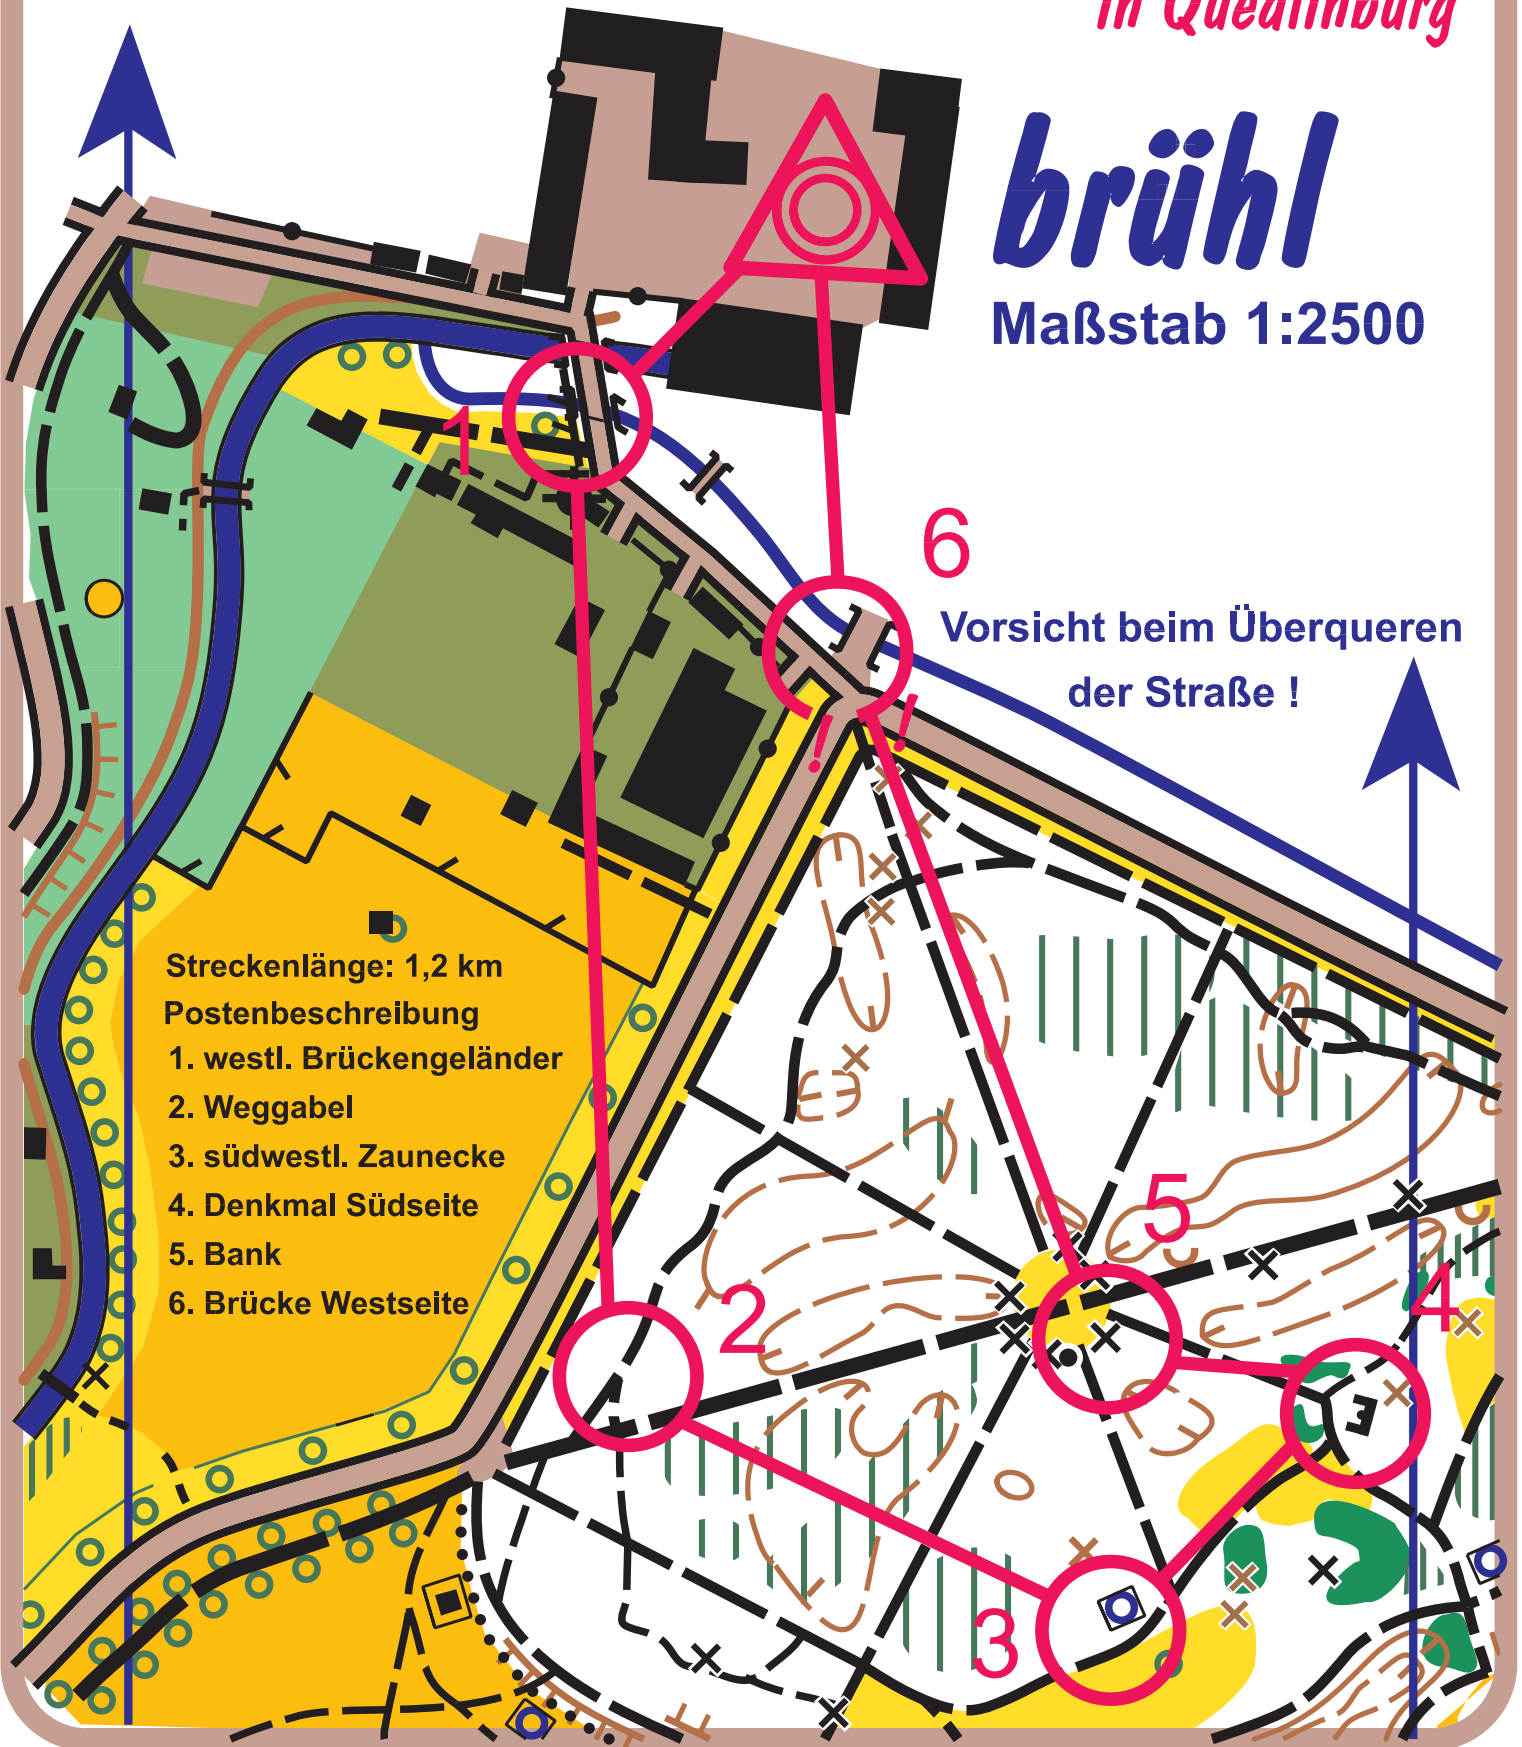 in Quedlinburg
brühl
Maßstab 1:2500
1
6
Vorsicht beim Überqueren
der Straße !
! !
Streckenlänge: 1,2 km
Postenbeschreibung
1. westl. Brückengeländer
2. Weggabel
3. südwestl. Zaunecke
4. Denkmal Südseite
5. Bank
6. Brücke Westseite
5
4
2
3